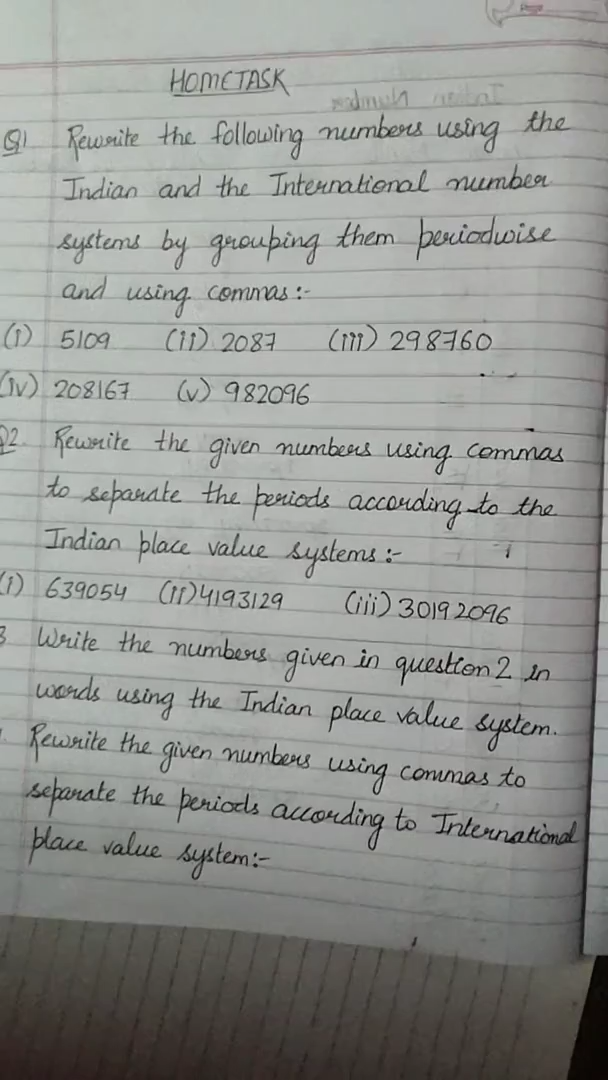 HOMETASK
Q1 Rewrite the following numbers using the
Indian and the International number
systems by grouping them periodwise
and using commas:-
(i) 5109 (ii) 2087 (iii) 298760
(iv) 208167 (v) 982096
Q2. Rewrite the given numbers using commas
to separate the periods according to the
Indian place value systems:-
(i) 639054 (ii) 4193129 (iii) 30192096
3 Write the numbers given in question 2 in
words using the Indian place value system.
Rewrite the given numbers using commas to
separate the periods according to International
place value system:-